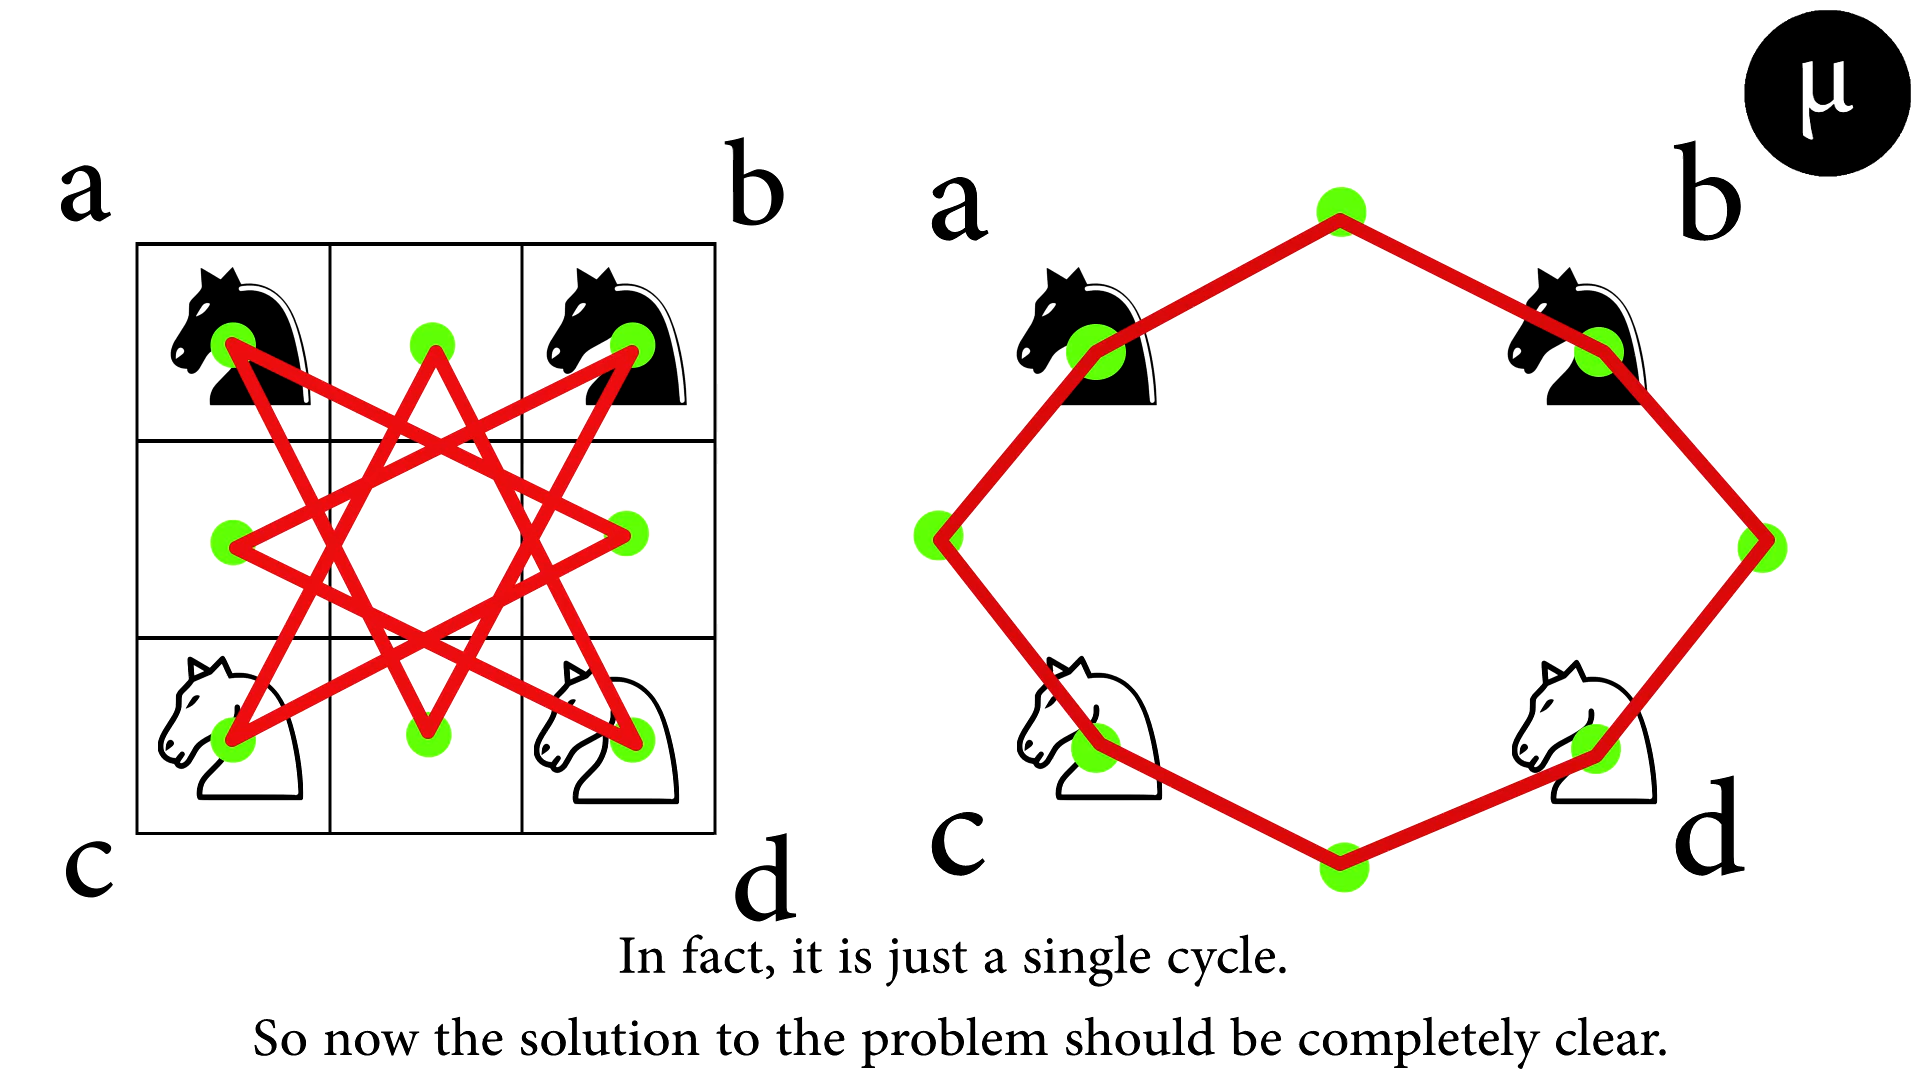 μ
a
b
a
b
c
d
c
d
In fact, it is just a single cycle.
So now the solution to the problem should be completely clear.